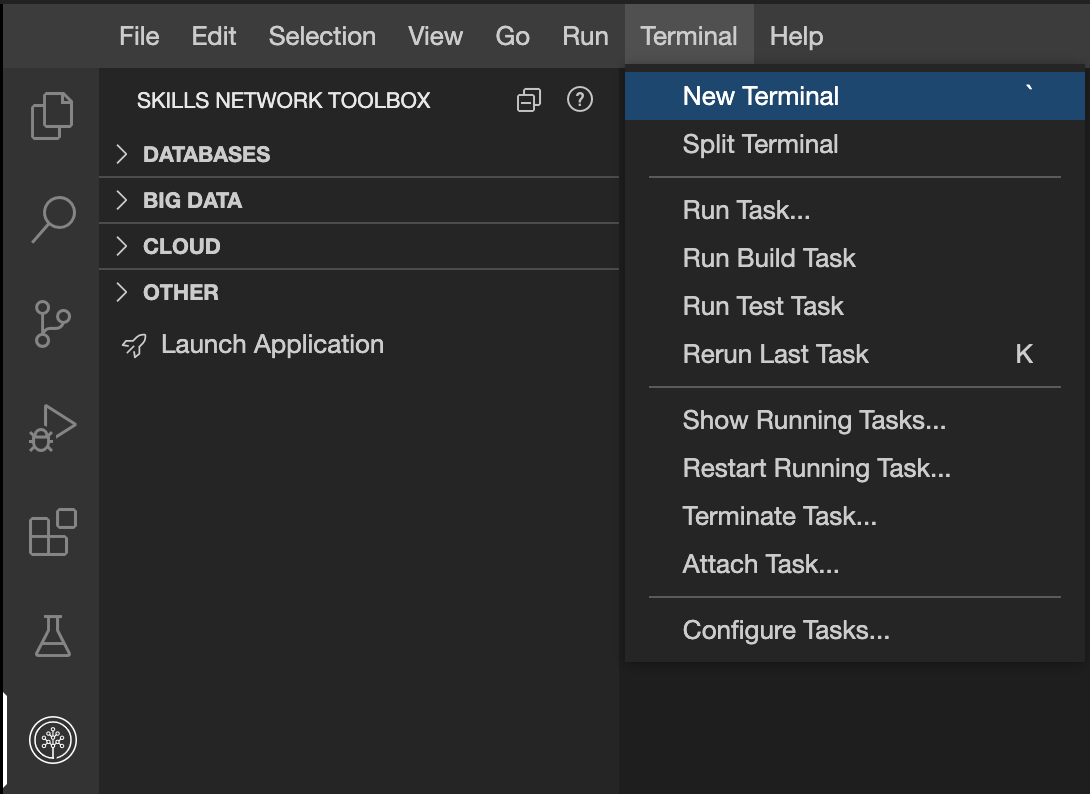 File Edit Selection View Go Run Terminal Help
SKILLS NETWORK TOOLBOX ?
DATABASES
BIG DATA
CLOUD
OTHER
Launch Application
New Terminal `
Split Terminal
Run Task...
Run Build Task
Run Test Task
Rerun Last Task K
Show Running Tasks...
Restart Running Task...
Terminate Task...
Attach Task...
Configure Tasks...